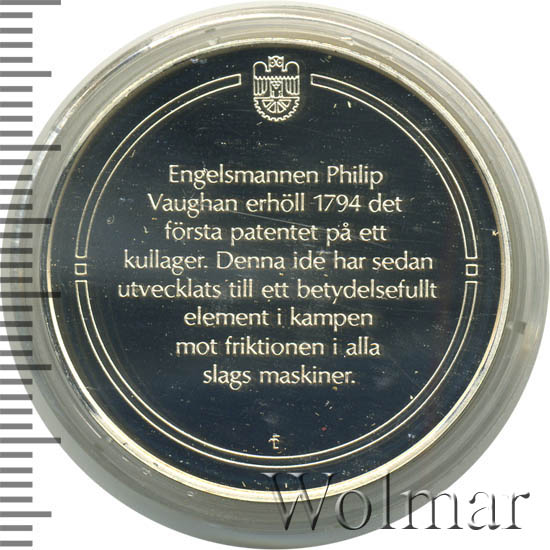 Engelsmannen Philip
Vaughan erhöll 1794 det
första patentet på ett
kullager. Denna idé har sedan
utvecklats till ett betydelsefullt
element i kampen
mot friktionen i alla
slags maskiner.
Wolmar